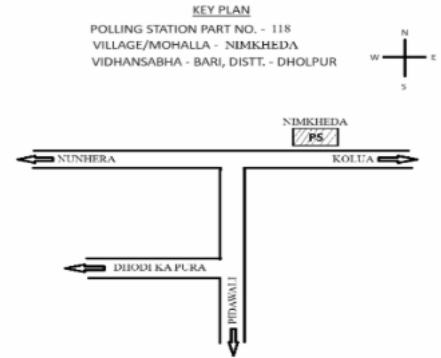 KEY PLAN
POLLING STATION PART NO. - 118
VILLAGE/MOHALLA - NIMKHEDA
VIDHANSABHA - BARI, DISTT. - DHOLPUR
N
W
E
S
NIMKHEDA
PS
NUNHERA
KOLUA
DHODI KA PURA
PIDAWALI